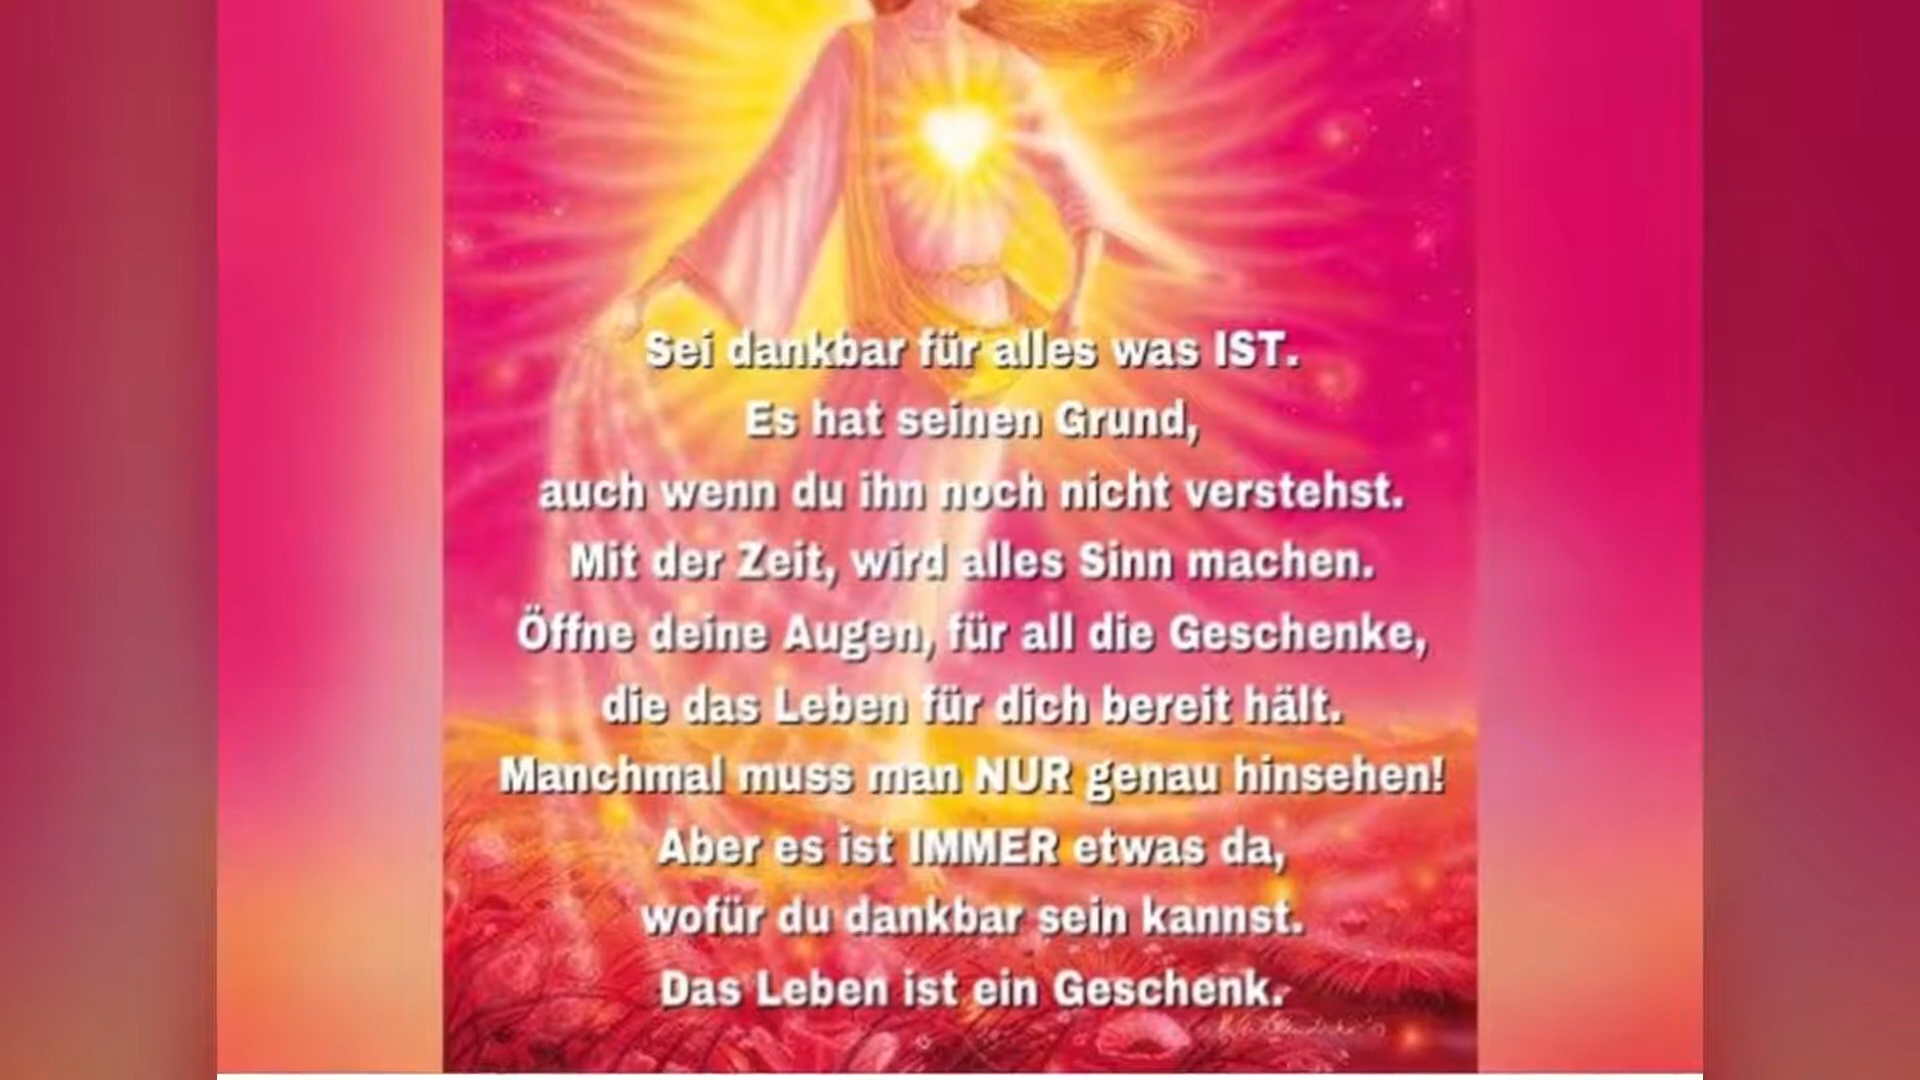 Sei dankbar für alles was IST.
Es hat seinen Grund,
auch wenn du ihn noch nicht verstehst.
Mit der Zeit, wird alles Sinn machen.
Öffne deine Augen, für all die Geschenke,
die das Leben für dich bereit hält.
Manchmal muss man NUR genau hinsehen!
Aber es ist IMMER etwas da,
wofür du dankbar sein kannst.
Das Leben ist ein Geschenk.